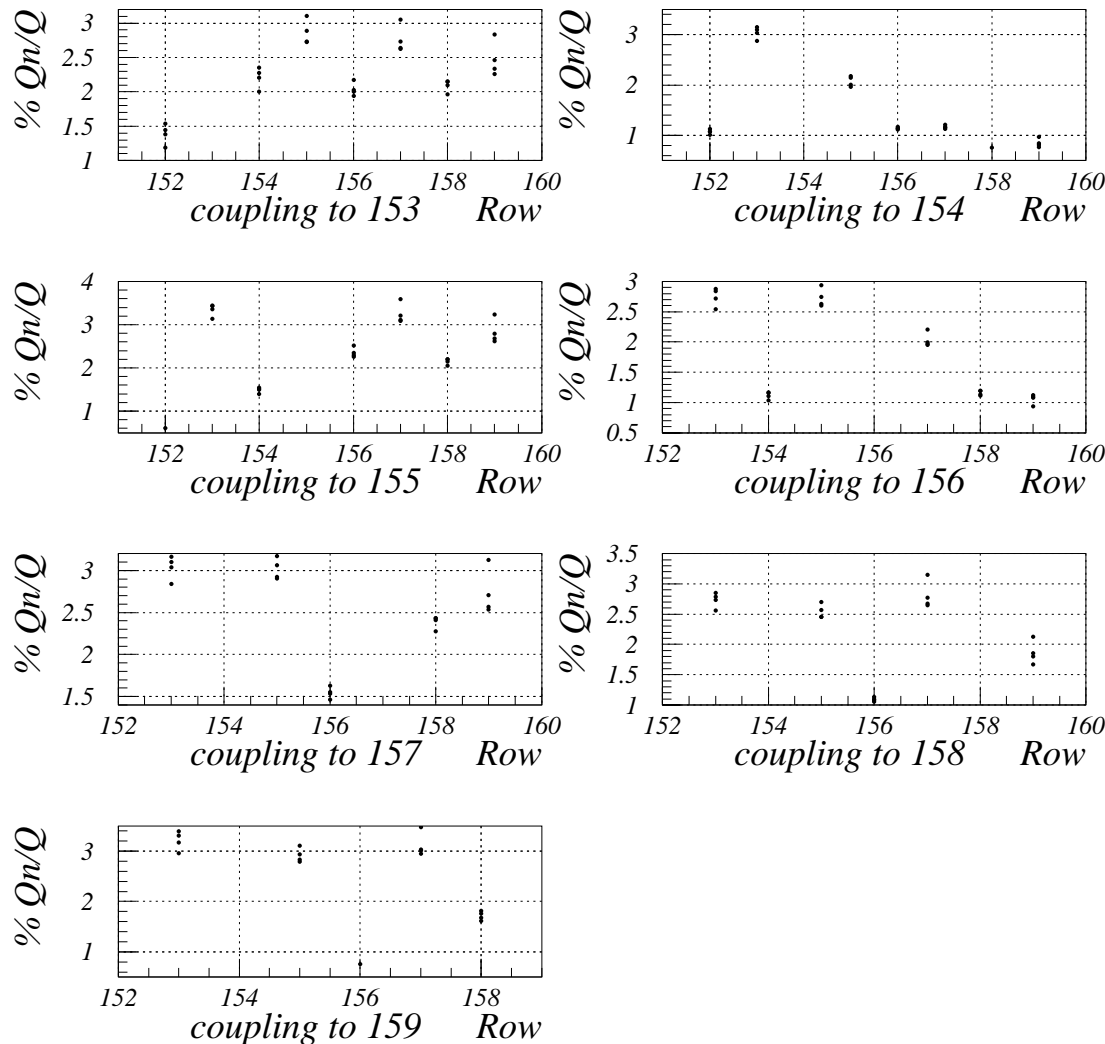 % Qn/Q
3
2.5
2
1.5
1
152 154 156 158 160
coupling to 153 Row
% Qn/Q
3
2
1
152 154 156 158 160
coupling to 154 Row
% Qn/Q
4
3
2
1
152 154 156 158 160
coupling to 155 Row
% Qn/Q
3
2.5
2
1.5
1
0.5
152 154 156 158 160
coupling to 156 Row
% Qn/Q
3
2.5
2
1.5
152 154 156 158 160
coupling to 157 Row
% Qn/Q
3.5
3
2.5
2
1.5
1
152 154 156 158 160
coupling to 158 Row
% Qn/Q
3
2
1
152 154 156 158
coupling to 159 Row